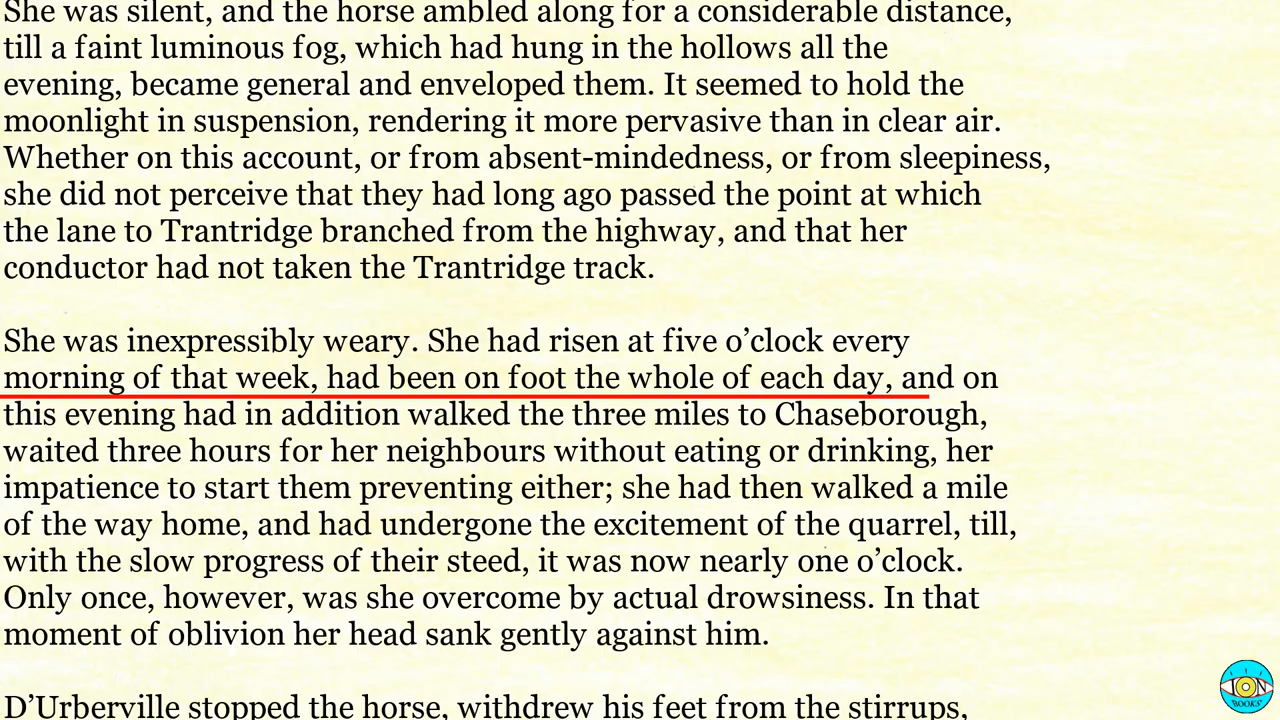 She was silent, and the horse ambled along for a considerable distance,
till a faint luminous fog, which had hung in the hollows all the
evening, became general and enveloped them. It seemed to hold the
moonlight in suspension, rendering it more pervasive than in clear air.
Whether on this account, or from absent-mindedness, or from sleepiness,
she did not perceive that they had long ago passed the point at which
the lane to Trantridge branched from the highway, and that her
conductor had not taken the Trantridge track.
She was inexpressibly weary. She had risen at five o’clock every
morning of that week, had been on foot the whole of each day, and on
this evening had in addition walked the three miles to Chaseborough,
waited three hours for her neighbours without eating or drinking, her
impatience to start them preventing either; she had then walked a mile
of the way home, and had undergone the excitement of the quarrel, till,
with the slow progress of their steed, it was now nearly one o’clock.
Only once, however, was she overcome by actual drowsiness. In that
moment of oblivion her head sank gently against him.
D’Urberville stopped the horse, withdrew his feet from the stirrups,
ION
BOOKS